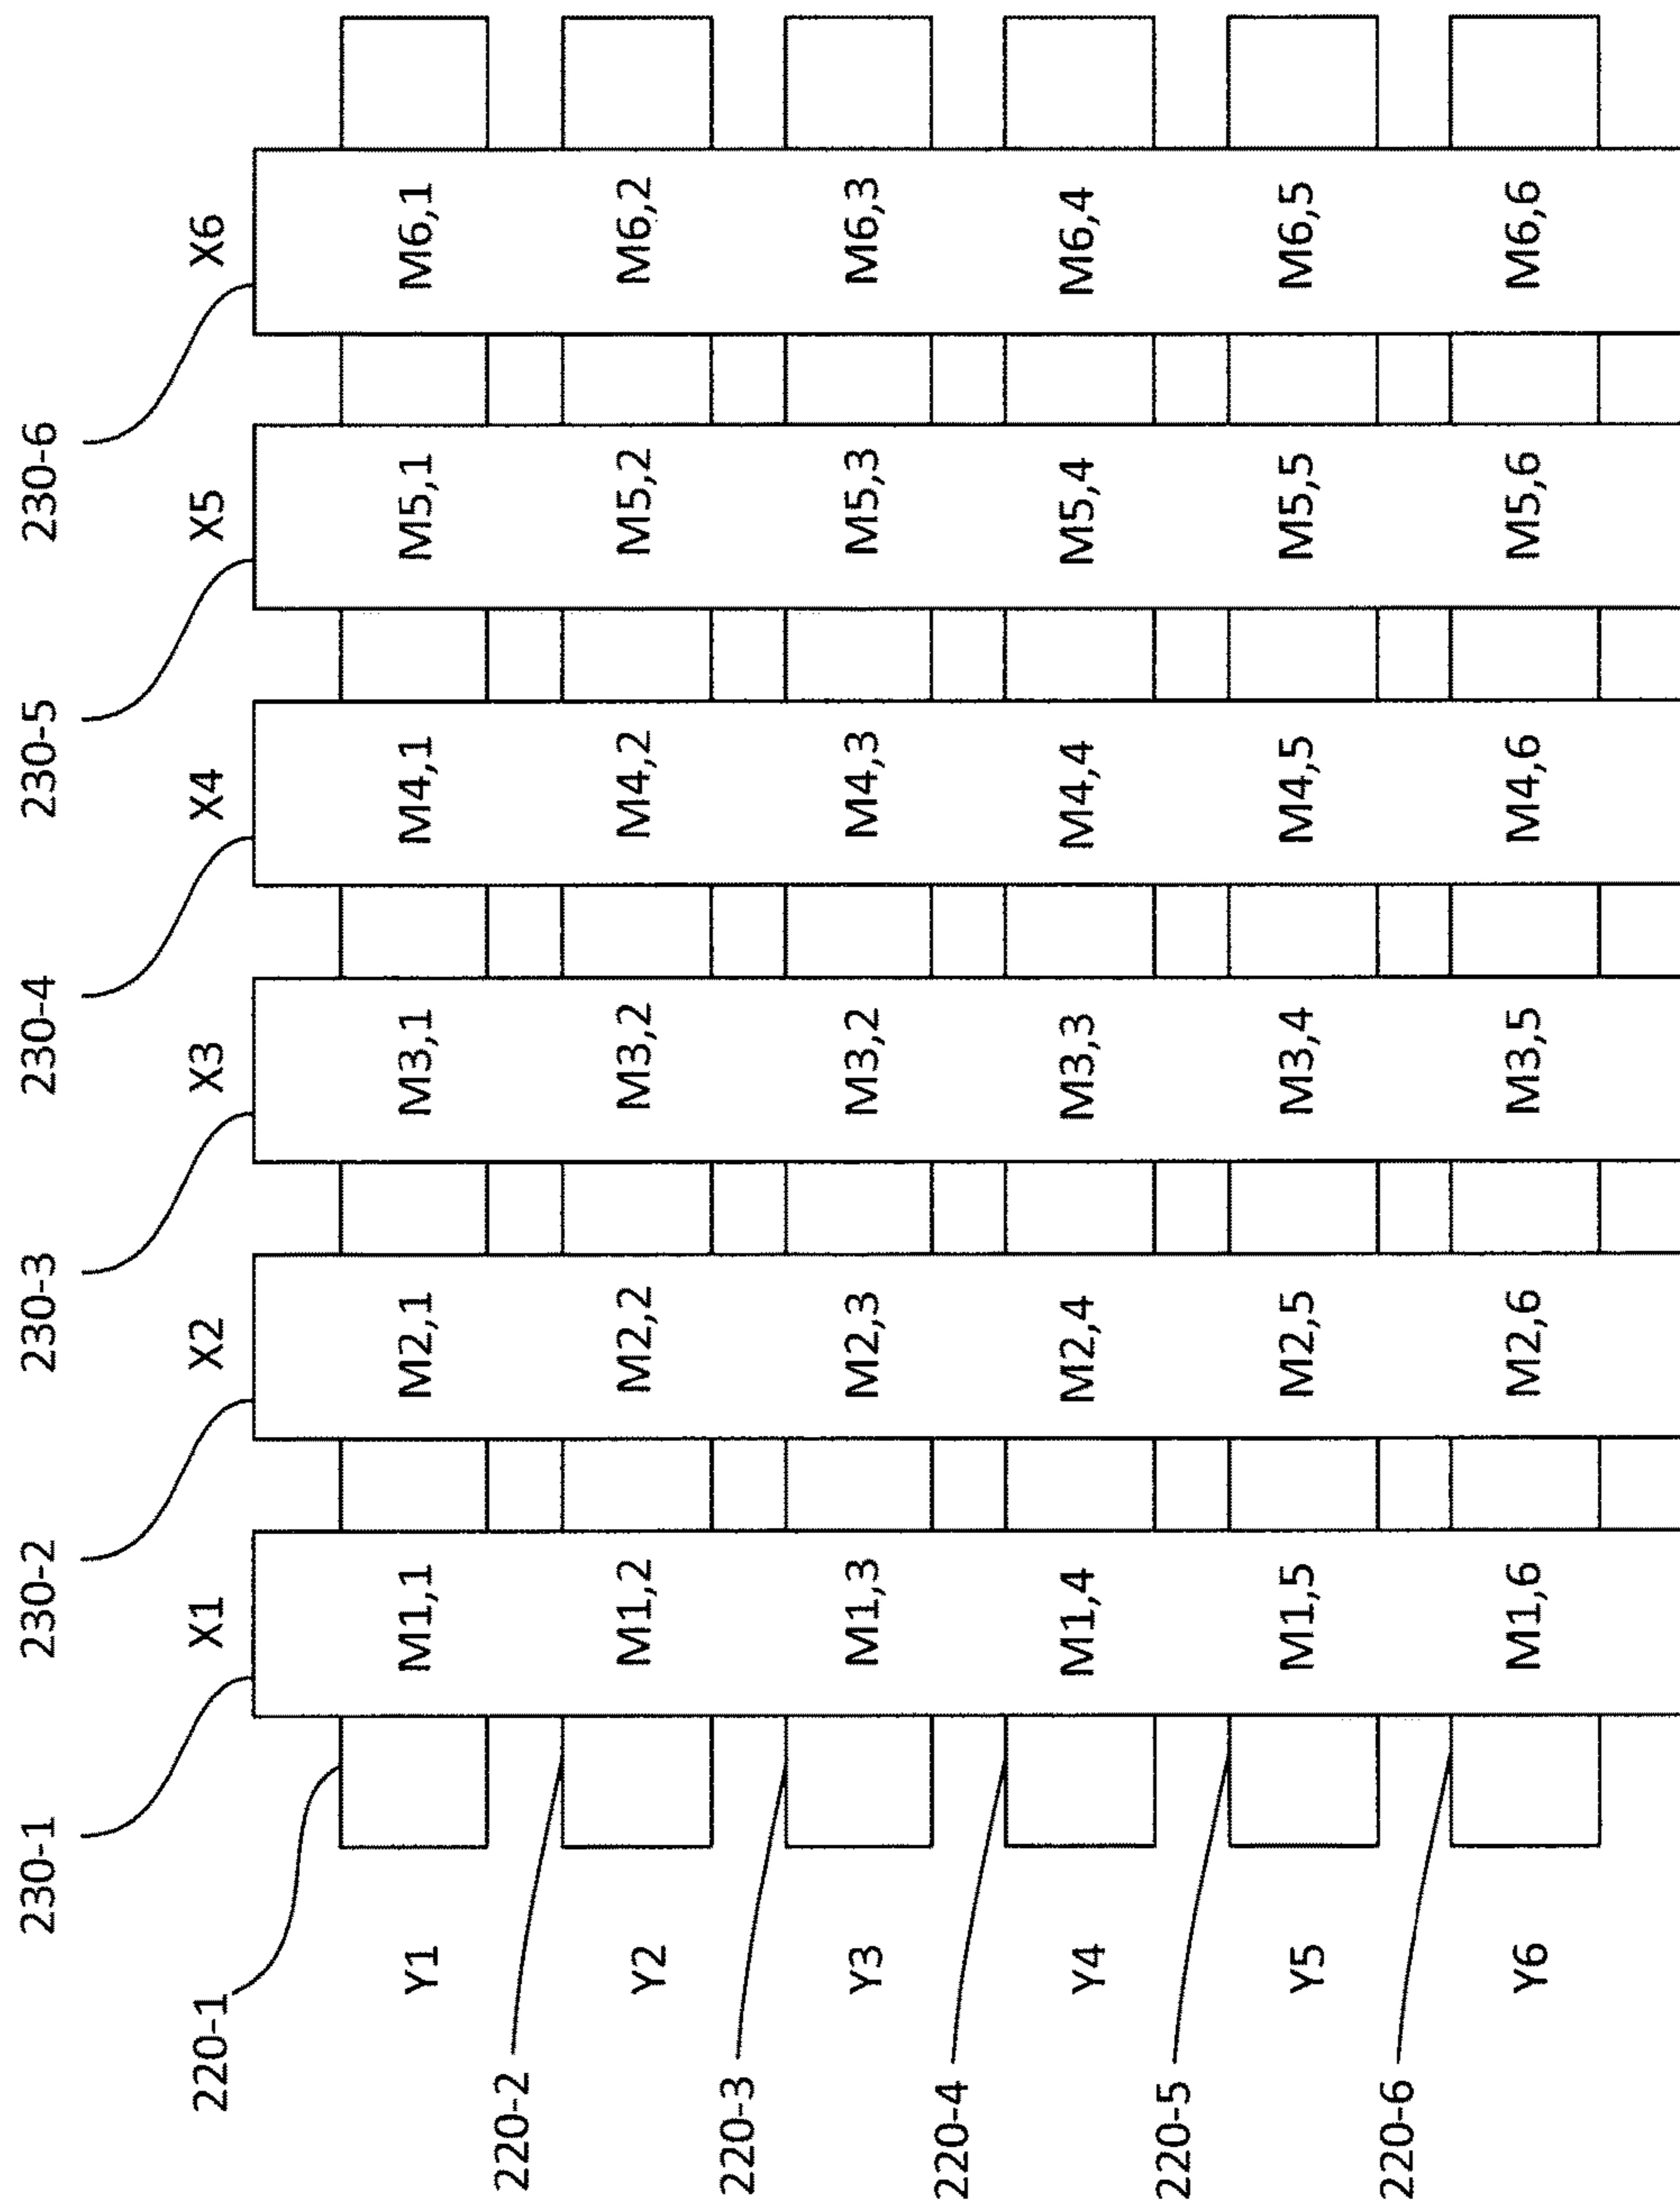 230-1 230-2 230-3 230-4 230-5 230-6
X1 X2 X3 X4 X5 X6
220-1
Y1 M1,1 M2,1 M3,1 M4,1 M5,1 M6,1
220-2
Y2 M1,2 M2,2 M3,2 M4,2 M5,2 M6,2
220-3
Y3 M1,3 M2,3 M3,2 M4,3 M5,3 M6,3
220-4
Y4 M1,4 M2,4 M3,3 M4,4 M5,4 M6,4
220-5
Y5 M1,5 M2,5 M3,4 M4,5 M5,5 M6,5
220-6
Y6 M1,6 M2,6 M3,5 M4,6 M5,6 M6,6